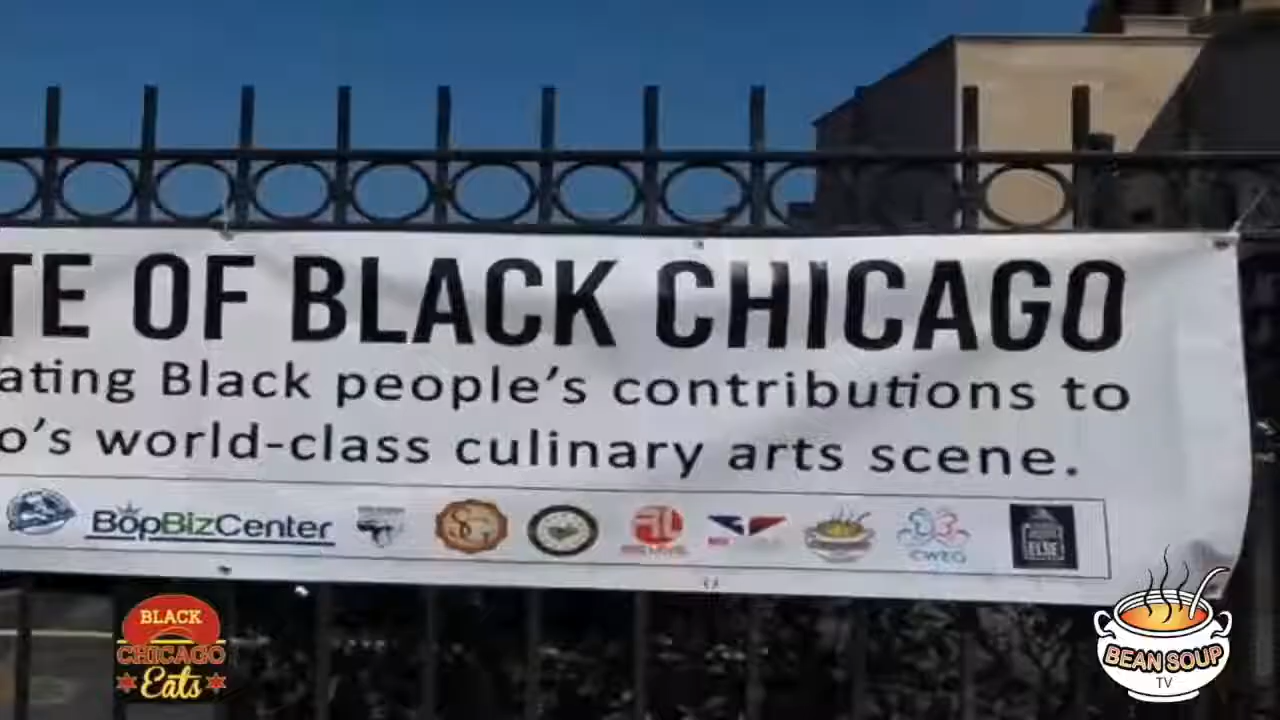 TE OF BLACK CHICAGO
ating Black people's contributions to
o's world-class culinary arts scene.
BopBizCenter
CWEG
ELSE
BLACK
CHICAGO
Eats
BEAN SOUP
TV